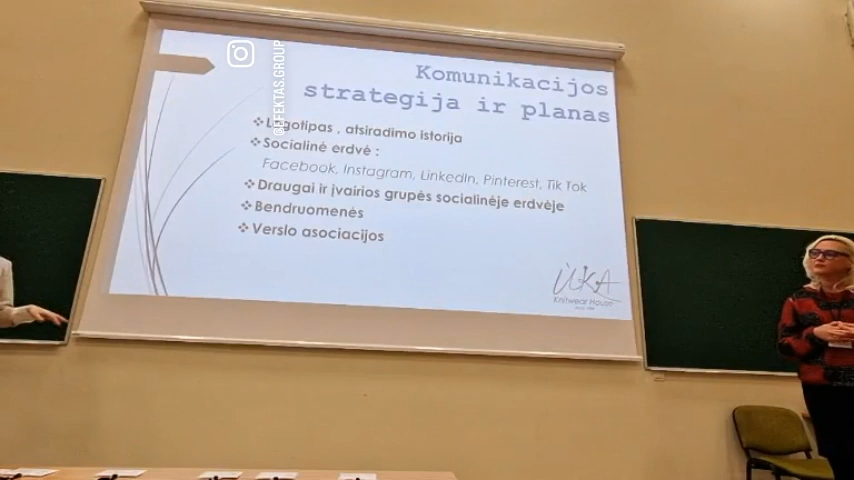 Komunikacijos
strategija ir planas
❖Logotipas , atsiradimo istorija
❖Socialinė erdvė :
Facebook, Instagram, LinkedIn, Pinterest, Tik Tok
❖Draugai ir įvairios grupės socialinėje erdvėje
❖Bendruomenės
❖Verslo asociacijos
ÙKA
Knitwear House
@EFEKTAS.GROUP